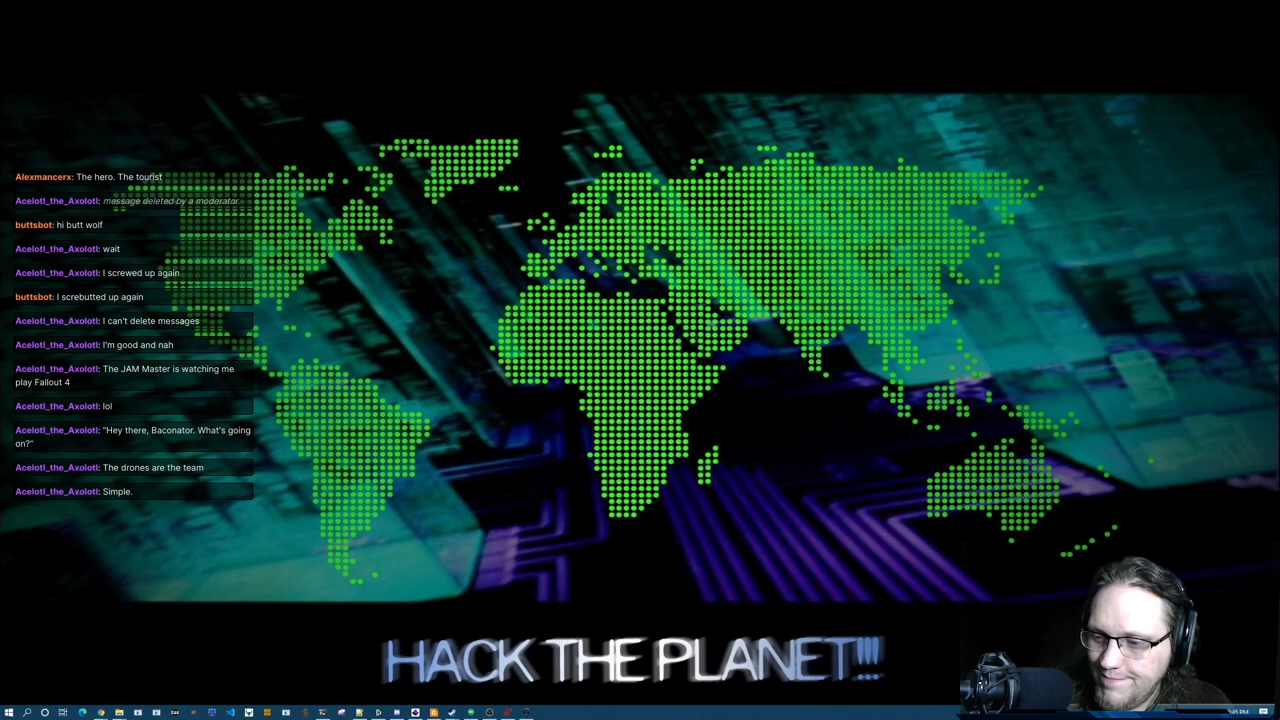 Alexmancerx: The hero. The tourist
Acelotl_the_Axolotl: message deleted by a moderator.
buttsbot: hi butt wolf
Acelotl_the_Axolotl: wait
Acelotl_the_Axolotl: I screwed up again
buttsbot: I screbutted up again
Acelotl_the_Axolotl: I can't delete messages
Acelotl_the_Axolotl: I'm good and nah
Acelotl_the_Axolotl: The JAM Master is watching me
play Fallout 4
Acelotl_the_Axolotl: lol
Acelotl_the_Axolotl: "Hey there, Baconator. What's going
on?"
Acelotl_the_Axolotl: The drones are the team
Acelotl_the_Axolotl: Simple.
HACK THE PLANET!!!